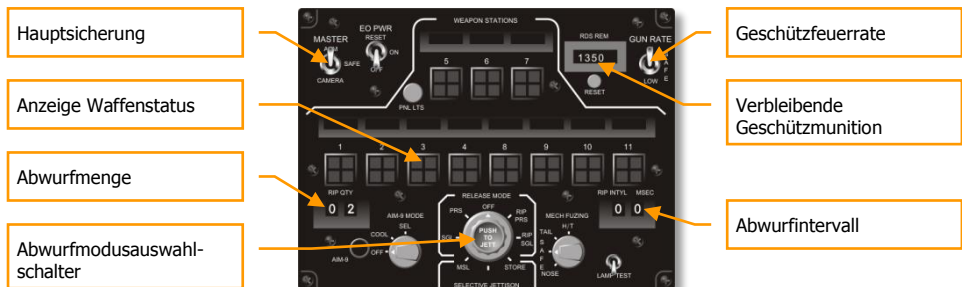 Hauptsicherung
Anzeige Waffenstatus
Abwurfmenge
Abwurfmodusauswahl-
schalter
WEAPON STATIONS
MASTER
ARM
SAFE
CAMERA
EO PWR
RESET
ON
OFF
5 6 7
PNL LTS
RDS REM
1350
RESET
GUN RATE
LOW
S A F E
1 2 3 4 8 9 10 11
RIP QTY
0 2
AIM-9 MODE
SEL
COOL
OFF
AIM-9
RELEASE MODE
OFF
PRS
RIP
PRS
SGL
RIP
SGL
PUSH
TO
JETT
MSL
STORE
SELECTIVE JETTISON
MECH FUZING
H/T
TAIL
S A F E
NOSE
RIP INTVL MSEC
0 0
LAMP TEST
Geschützfeuerrate
Verbleibende
Geschützmunition
Abwurfintervall